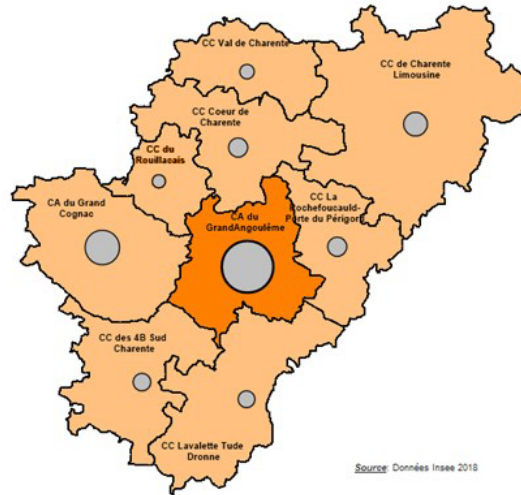 CC Val de Charente
CC de Charente
Limousine
CC Coeur de
Charente
CC du
Rouillacais
CA du Grand
Cognac
CC La
Rochefoucauld-
Porte du Périgord
CA du
GrandAngoulême
CC des 4B Sud
Charente
CC Lavalette Tude
Dronne
Source: Données Insee 2018